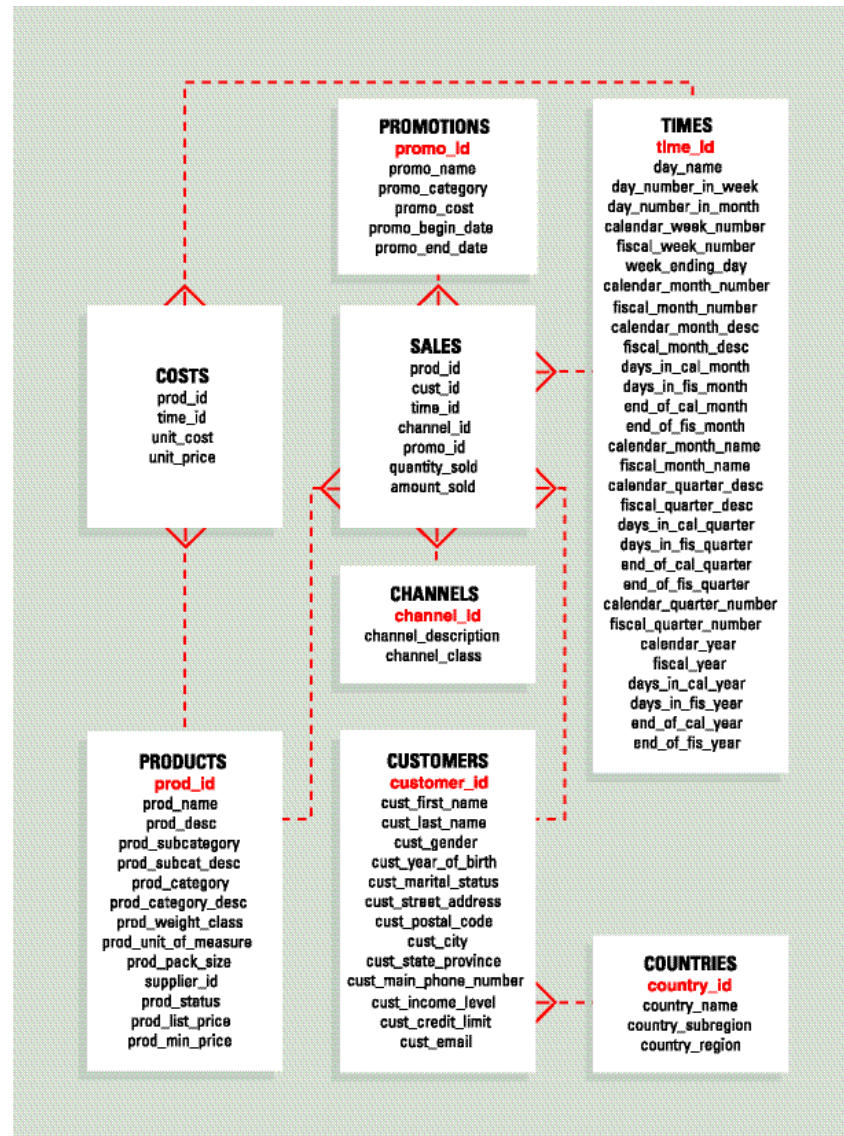 PROMOTIONS
promo_id
promo_name
promo_category
promo_cost
promo_begin_date
promo_end_date
TIMES
time_id
day_name
day_number_in_week
day_number_in_month
calendar_week_number
fiscal_week_number
week_ending_day
calendar_month_number
fiscal_month_number
calendar_month_desc
fiscal_month_desc
days_in_cal_month
days_in_fis_month
end_of_cal_month
end_of_fis_month
calendar_month_name
fiscal_month_name
calendar_quarter_desc
fiscal_quarter_desc
days_in_cal_quarter
days_in_fis_quarter
end_of_cal_quarter
end_of_fis_quarter
calendar_quarter_number
fiscal_quarter_number
calendar_year
fiscal_year
days_in_cal_year
days_in_fis_year
end_of_cal_year
end_of_fis_year
COSTS
prod_id
time_id
unit_cost
unit_price
SALES
prod_id
cust_id
time_id
channel_id
promo_id
quantity_sold
amount_sold
CHANNELS
channel_id
channel_description
channel_class
PRODUCTS
prod_id
prod_name
prod_desc
prod_subcategory
prod_subcat_desc
prod_category
prod_category_desc
prod_weight_class
prod_unit_of_measure
prod_pack_size
supplier_id
prod_status
prod_list_price
prod_min_price
CUSTOMERS
customer_id
cust_first_name
cust_last_name
cust_gender
cust_year_of_birth
cust_marital_status
cust_street_address
cust_postal_code
cust_city
cust_state_province
cust_main_phone_number
cust_income_level
cust_credit_limit
cust_email
COUNTRIES
country_id
country_name
country_subregion
country_region